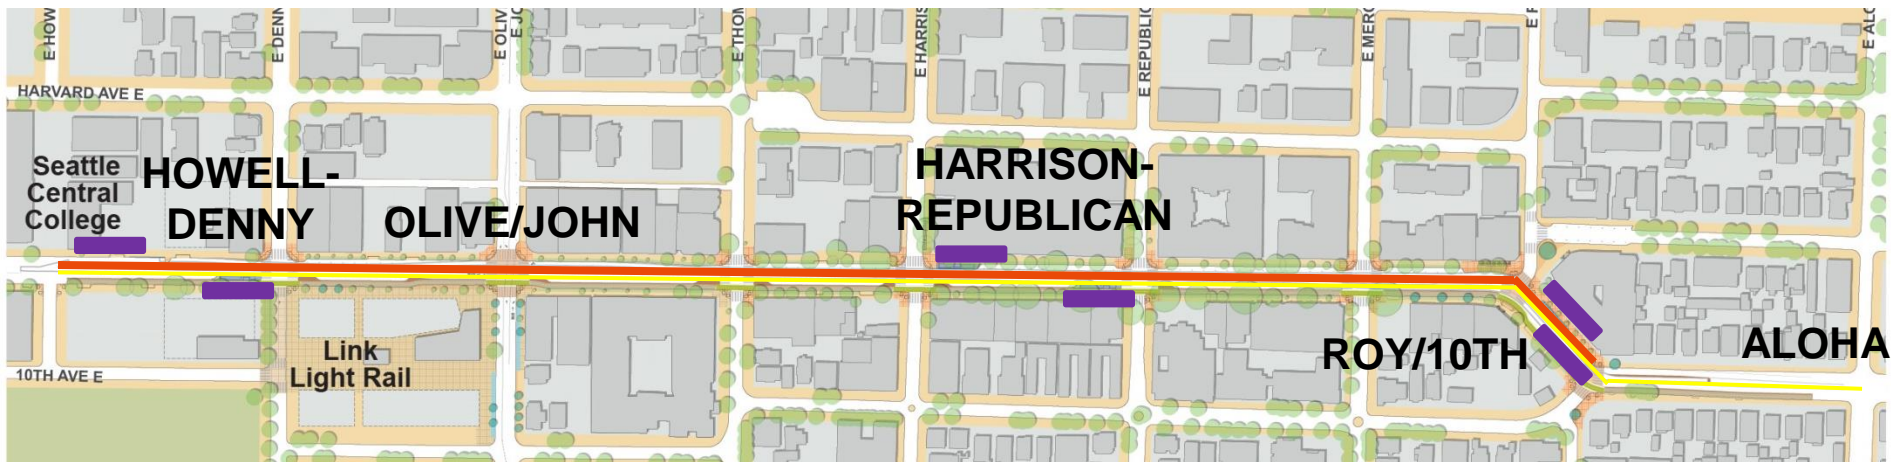 E HOW
E DENN
E OLIV
E JO
E THOM
E HARRIS
E REPUBLIC
E MERC
E ALO
HARVARD AVE E
Seattle
Central
College
HOWELL-
DENNY
OLIVE/JOHN
HARRISON-
REPUBLICAN
Link
Light Rail
10TH AVE E
ROY/10TH
ALOHA